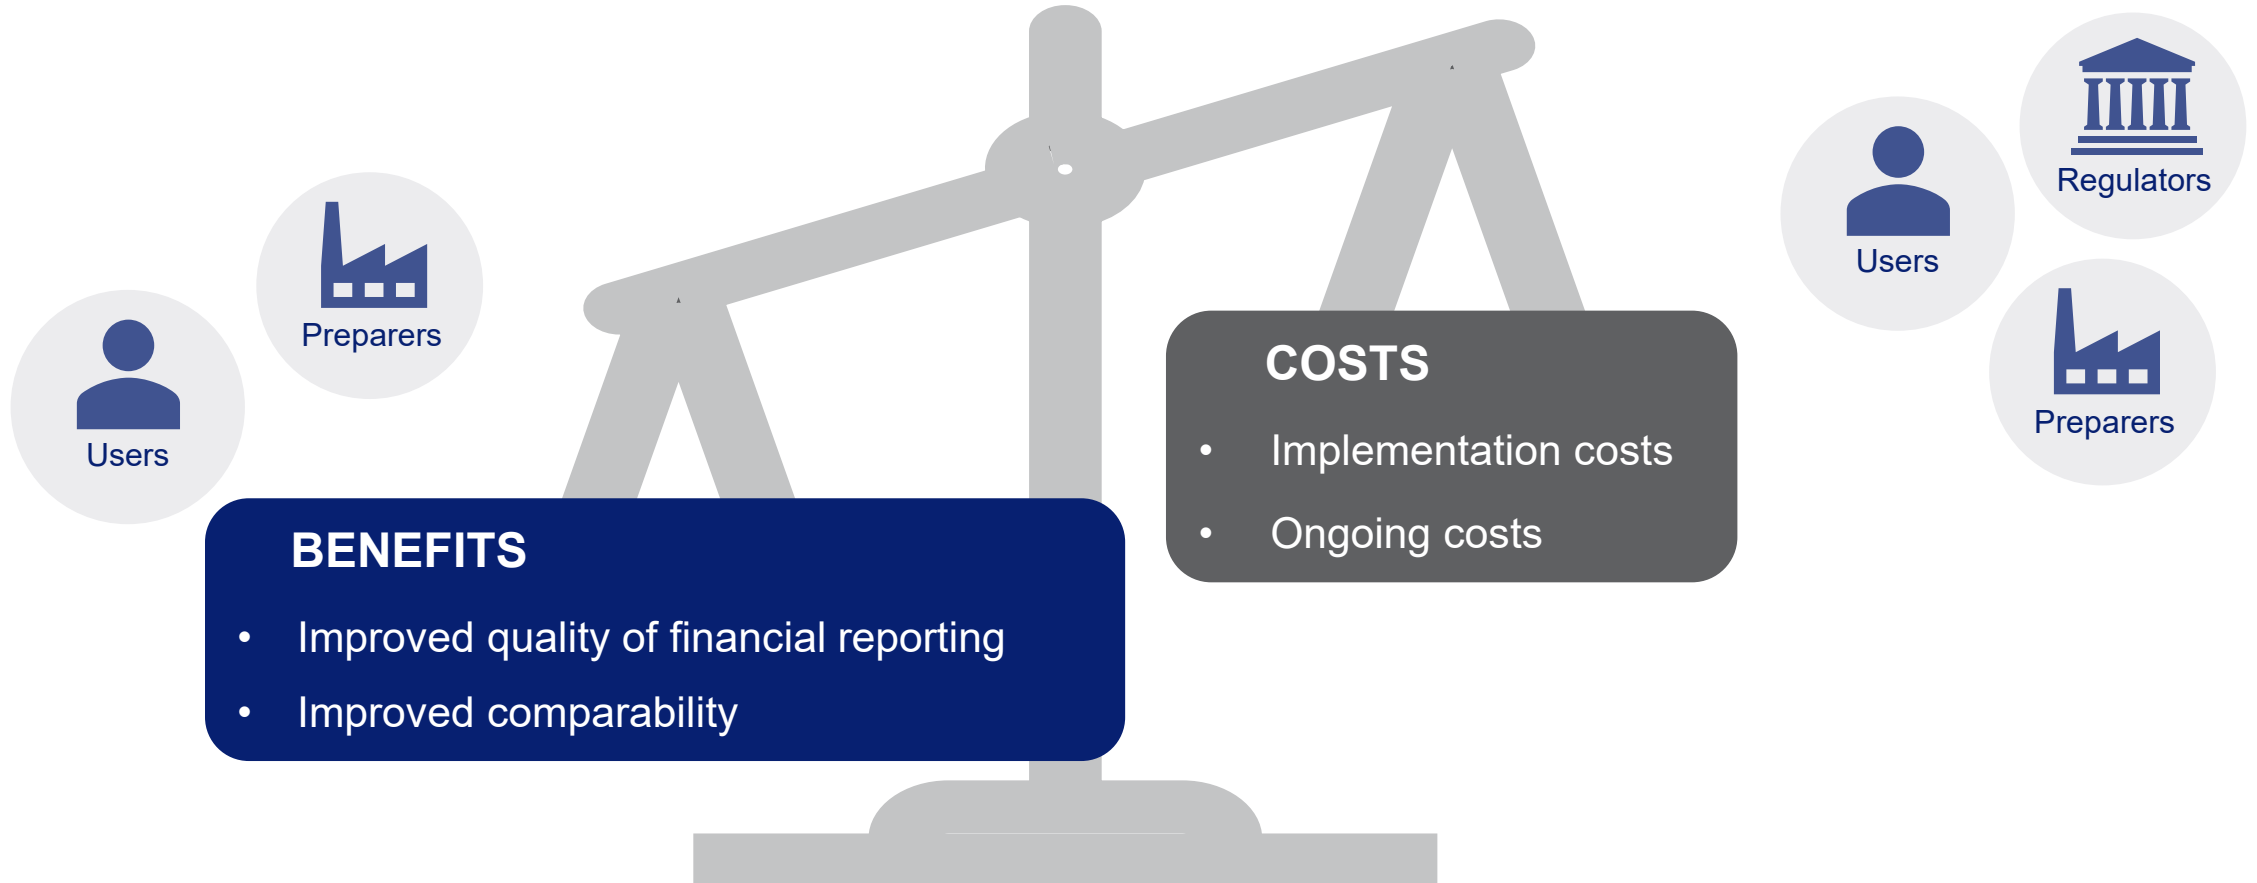 Users
Preparers
BENEFITS
• Improved quality of financial reporting
• Improved comparability
COSTS
• Implementation costs
• Ongoing costs
Users
Regulators
Preparers